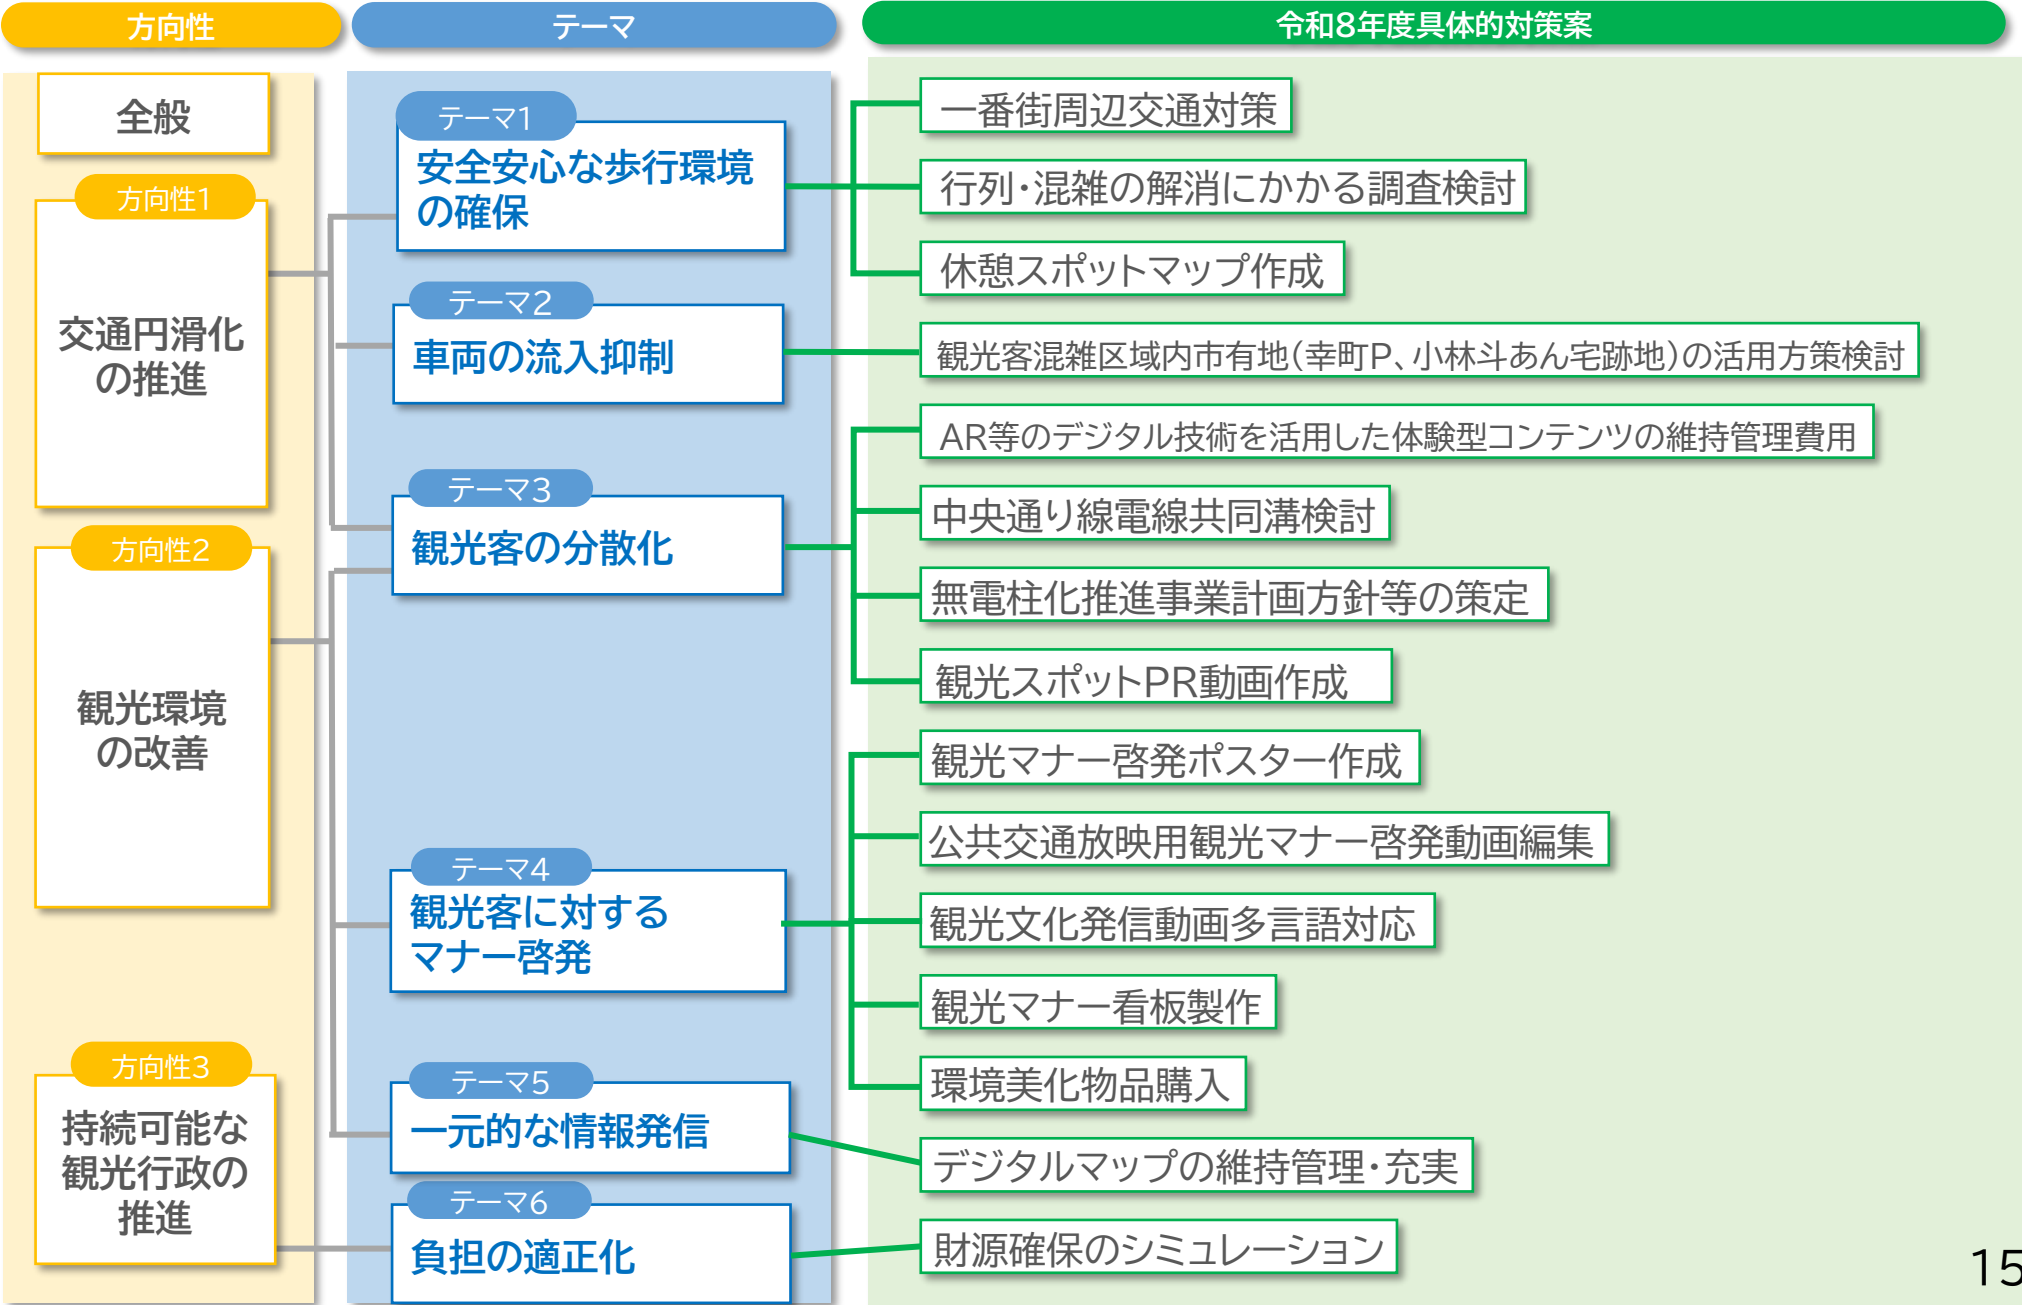 方向性
テーマ
令和8年度具体的対策案
全般
方向性1
交通円滑化
の推進
方向性2
観光環境
の改善
方向性3
持続可能な
観光行政の
推進
テーマ1
安全安心な歩行環境
の確保
テーマ2
車両の流入抑制
テーマ3
観光客の分散化
テーマ4
観光客に対する
マナー啓発
テーマ5
一元的な情報発信
テーマ6
負担の適正化
一番街周辺交通対策
行列・混雑の解消にかかる調査検討
休憩スポットマップ作成
観光客混雑区域内市有地(幸町P、小林斗あん宅跡地)の活用方策検討
AR等のデジタル技術を活用した体験型コンテンツの維持管理費用
中央通り線電線共同溝検討
無電柱化推進事業計画方針等の策定
観光スポットPR動画作成
観光マナー啓発ポスター作成
公共交通放映用観光マナー啓発動画編集
観光文化発信動画多言語対応
観光マナー看板製作
環境美化物品購入
デジタルマップの維持管理・充実
財源確保のシミュレーション
15